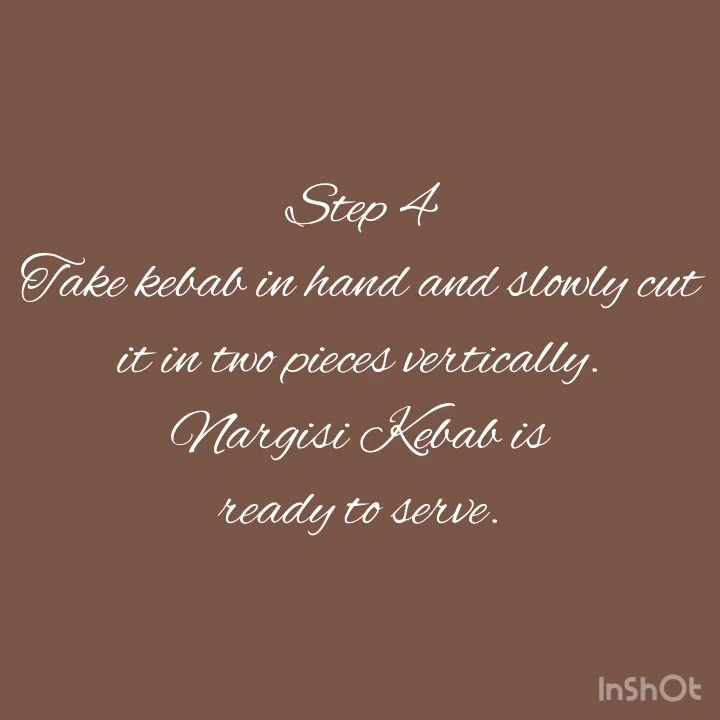 Step 4
Take kebab in hand and slowly cut
it in two pieces vertically.
Nargisi Kebab is
ready to serve.
InShOt